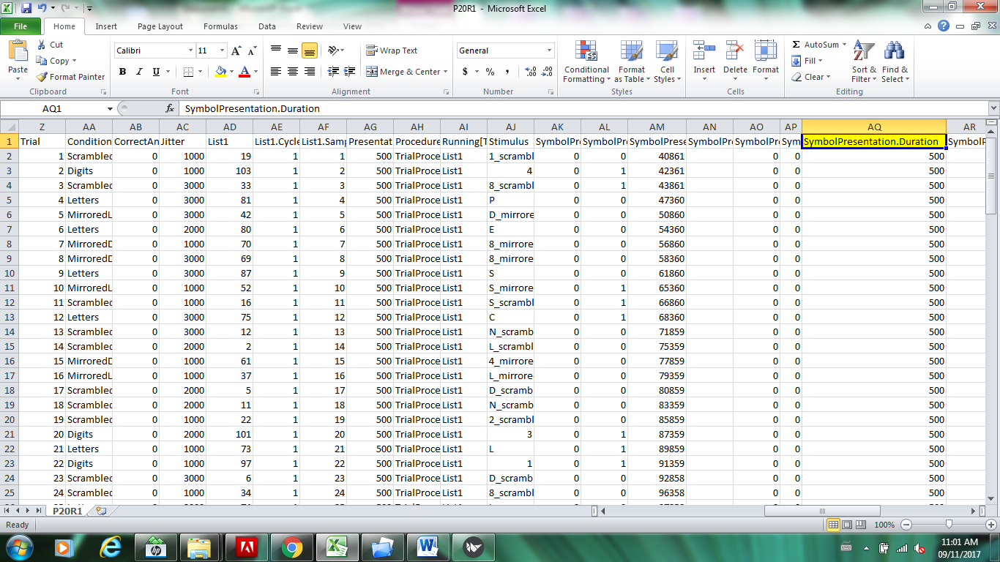 P20R1 - Microsoft Excel
File Home Insert Page Layout Formulas Data Review View
Paste
Cut
Copy
Format Painter
Clipboard
Calibri 11
B I U
Font
Wrap Text
Merge & Center
Alignment
General
$ % ,
Number
Conditional Formatting
Format as Table
Cell Styles
Styles
Insert Delete Format
Cells
AutoSum
Fill
Clear
Sort & Filter
Find & Select
Editing
AQ1 fx SymbolPresentation.Duration
Z AA AB AC AD AE AF AG AH AI AJ AK AL AM AN AO AP AQ AR
1 Trial Condition CorrectAn Jitter List1 List1.Cycle List1.Samp Presentat Procedure Running[T Stimulus SymbolPre SymbolPre SymbolPrese SymbolPre SymbolPre Sym SymbolPresentation.Duration SymbolP
2 1 Scrambled 0 1000 19 1 1 500 TrialProce List1 1_scrambl 0 0 40861 0 0 500
3 2 Digits 0 1000 103 1 2 500 TrialProce List1 4 0 1 42361 0 0 500
4 3 Scrambled 0 3000 33 1 3 500 TrialProce List1 8_scrambl 0 1 43861 0 0 500
5 4 Letters 0 3000 81 1 4 500 TrialProce List1 P 0 0 47360 0 0 500
6 5 MirroredL 0 3000 42 1 5 500 TrialProce List1 D_mirrore 0 0 50860 0 0 500
7 6 Letters 0 2000 80 1 6 500 TrialProce List1 E 0 0 54360 0 0 500
8 7 MirroredD 0 1000 70 1 7 500 TrialProce List1 8_mirrore 0 0 56860 0 0 500
9 8 MirroredD 0 3000 69 1 8 500 TrialProce List1 8_mirrore 0 0 58360 0 0 500
10 9 Letters 0 3000 87 1 9 500 TrialProce List1 S 0 0 61860 0 0 500
11 10 MirroredL 0 1000 52 1 10 500 TrialProce List1 S_mirrore 0 1 65360 0 0 500
12 11 Scrambled 0 1000 16 1 11 500 TrialProce List1 S_scrambl 0 1 66860 0 0 500
13 12 Letters 0 3000 75 1 12 500 TrialProce List1 C 0 1 68360 0 0 500
14 13 Scrambled 0 3000 12 1 13 500 TrialProce List1 N_scramb 0 0 71859 0 0 500
15 14 Scrambled 0 2000 2 1 14 500 TrialProce List1 L_scrambl 0 0 75359 0 0 500
16 15 MirroredD 0 1000 61 1 15 500 TrialProce List1 4_mirrore 0 0 77859 0 0 500
17 16 MirroredL 0 1000 37 1 16 500 TrialProce List1 L_mirrore 0 0 79359 0 0 500
18 17 Scrambled 0 2000 5 1 17 500 TrialProce List1 D_scramb 0 0 80859 0 0 500
19 18 Scrambled 0 2000 11 1 18 500 TrialProce List1 N_scramb 0 0 83359 0 0 500
20 19 Scrambled 0 1000 22 1 19 500 TrialProce List1 2_scrambl 0 0 85859 0 0 500
21 20 Digits 0 2000 101 1 20 500 TrialProce List1 3 0 1 87359 0 0 500
22 21 Letters 0 1000 73 1 21 500 TrialProce List1 L 0 1 89859 0 0 500
23 22 Digits 0 1000 97 1 22 500 TrialProce List1 1 0 1 91359 0 0 500
24 23 Scrambled 0 3000 6 1 23 500 TrialProce List1 D_scramb 0 0 92858 0 0 500
25 24 Scrambled 0 1000 34 1 24 500 TrialProce List1 8_scrambl 0 0 96358 0 0 500
P20R1
Ready 100%
11:01 AM
09/11/2017